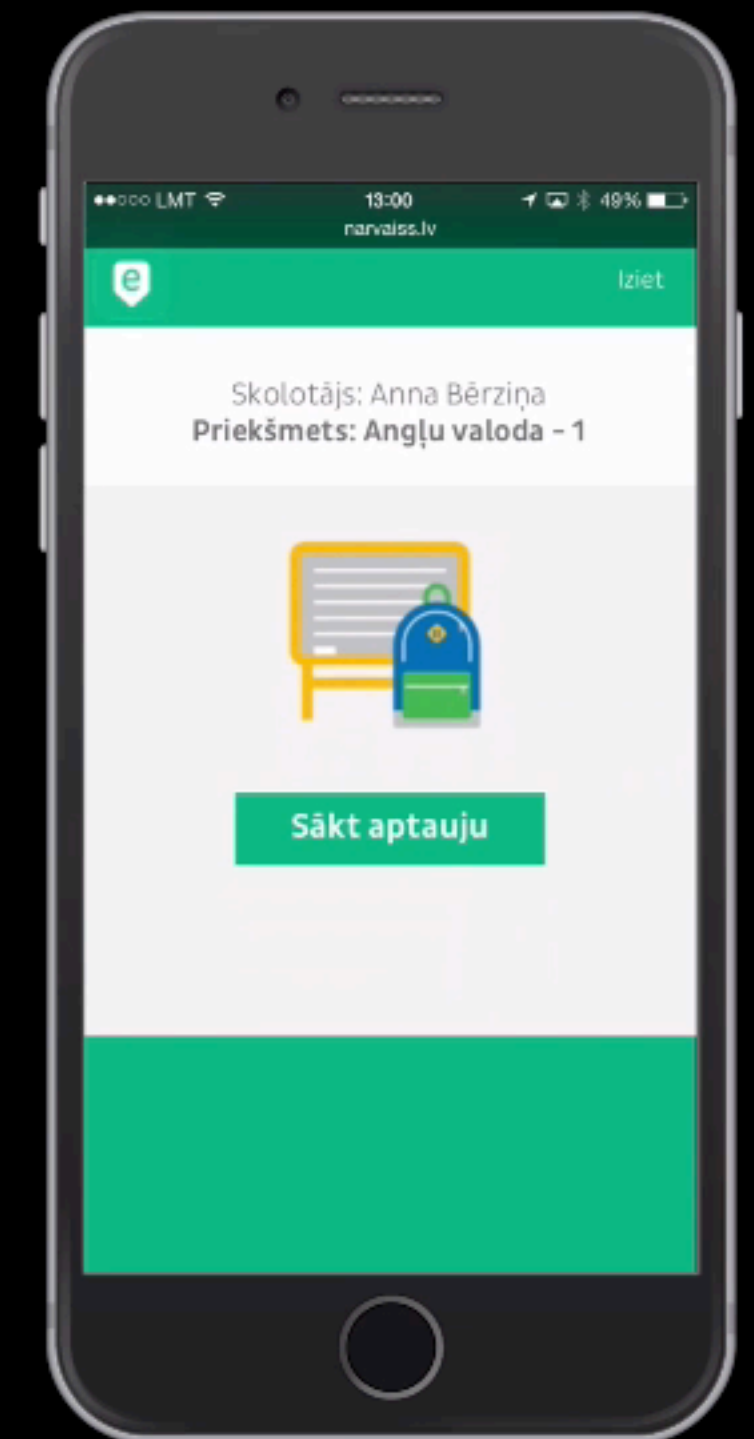 LMT 13:00 49%
narvaiss.lv
e Iziet
Skolotājs: Anna Bērziņa
Priekšmets: Angļu valoda - 1
Sākt aptauju